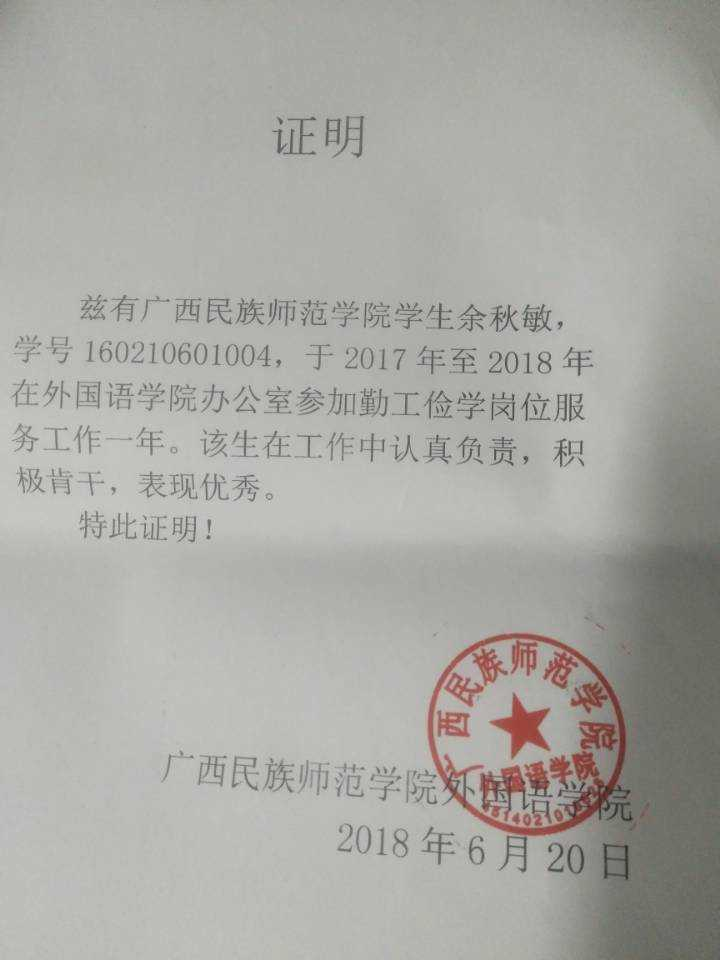 证明
兹有广西民族师范学院学生余秋敏，
学号 160210601004，于 2017 年至 2018 年
在外国语学院办公室参加勤工俭学岗位服
务工作一年。该生在工作中认真负责，积
极肯干，表现优秀。
特此证明！
广西民族师范学院
外国语学院
广西民族师范学院外国语学院
2018 年 6 月 20 日